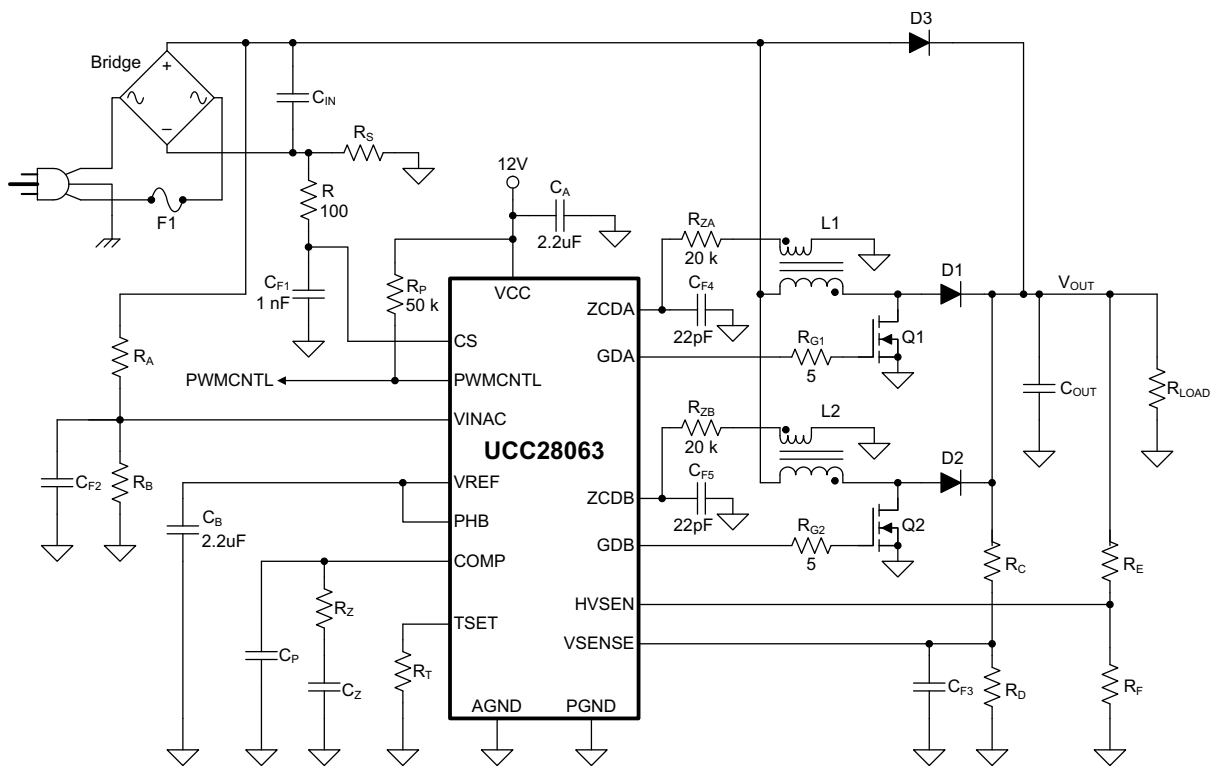 D3
Bridge
+
−
C_IN
R_S
12V
R
100
C_A
2.2uF
F1
R_ZA
20 k
L1
C_F1
1 nF
R_P
50 k
VCC
C_F4
22pF
D1
V_OUT
ZCDA
R_A
CS
GDA
R_G1
5
Q1
PWMCNTL
PWMCNTL
C_OUT
R_LOAD
R_ZB
20 k
L2
VINAC
UCC28063
C_F2
R_B
C_F5
22pF
D2
VREF
ZCDB
C_B
2.2uF
PHB
R_G2
5
Q2
GDB
COMP
R_C
R_E
R_Z
HVSEN
TSET
VSENSE
C_P
R_T
C_Z
C_F3
R_D
R_F
AGND
PGND